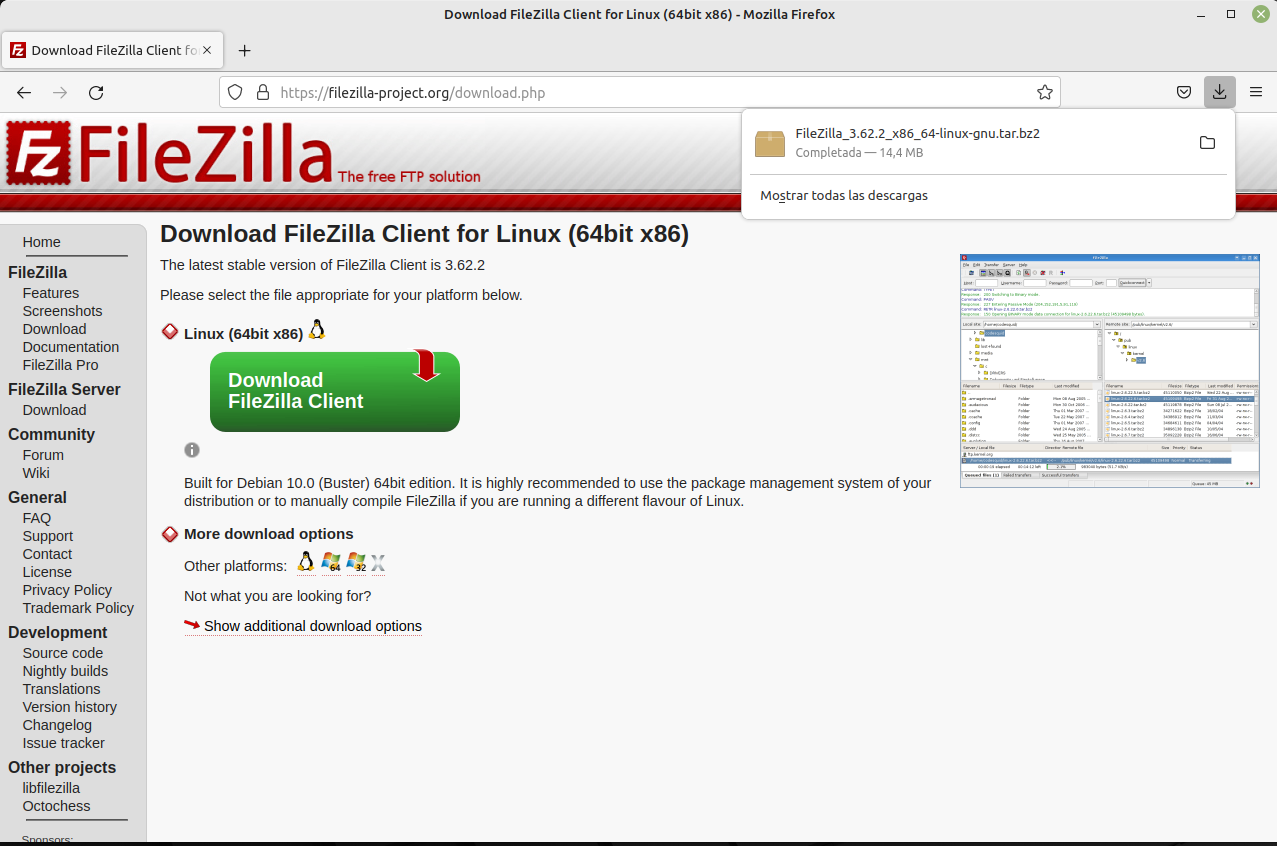 Download FileZilla Client for Linux (64bit x86) - Mozilla Firefox
Download FileZilla Client fo
https://filezilla-project.org/download.php
FileZilla_3.62.2_x86_64-linux-gnu.tar.bz2
Completada — 14,4 MB
Mostrar todas las descargas
Fz FileZilla The free FTP solution
Home
FileZilla
Features
Screenshots
Download
Documentation
FileZilla Pro
FileZilla Server
Download
Community
Forum
Wiki
General
FAQ
Support
Contact
License
Privacy Policy
Trademark Policy
Development
Source code
Nightly builds
Translations
Version history
Changelog
Issue tracker
Other projects
libfilezilla
Octochess
Sponsors:
Download FileZilla Client for Linux (64bit x86)
The latest stable version of FileZilla Client is 3.62.2
Please select the file appropriate for your platform below.
Linux (64bit x86)
Download
FileZilla Client
Built for Debian 10.0 (Buster) 64bit edition. It is highly recommended to use the package management system of your
distribution or to manually compile FileZilla if you are running a different flavour of Linux.
More download options
Other platforms: 64 32
Not what you are looking for?
Show additional download options